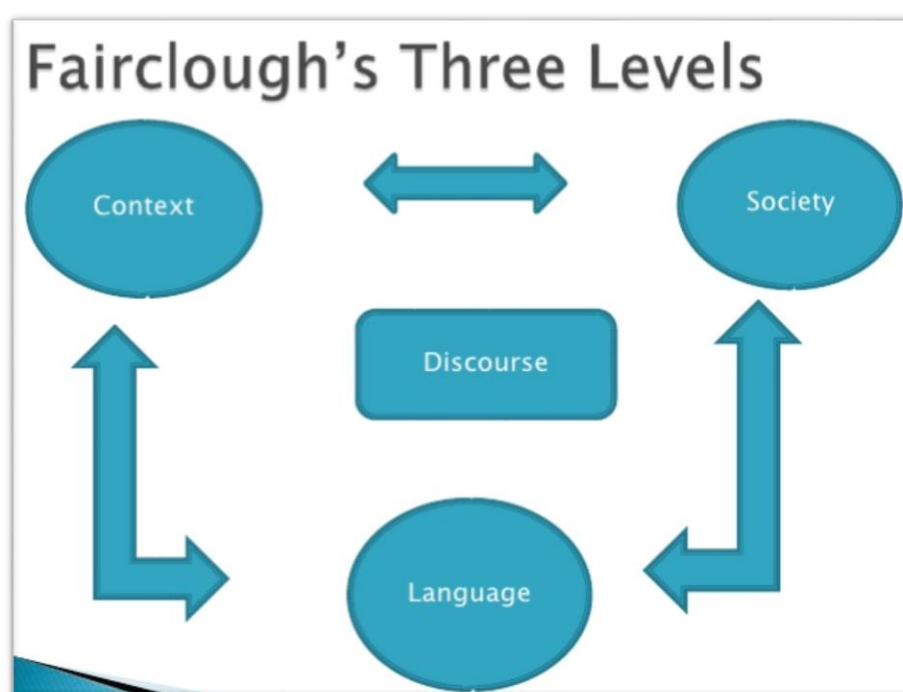 Fairclough's Three Levels
Context
Society
Discourse
Language